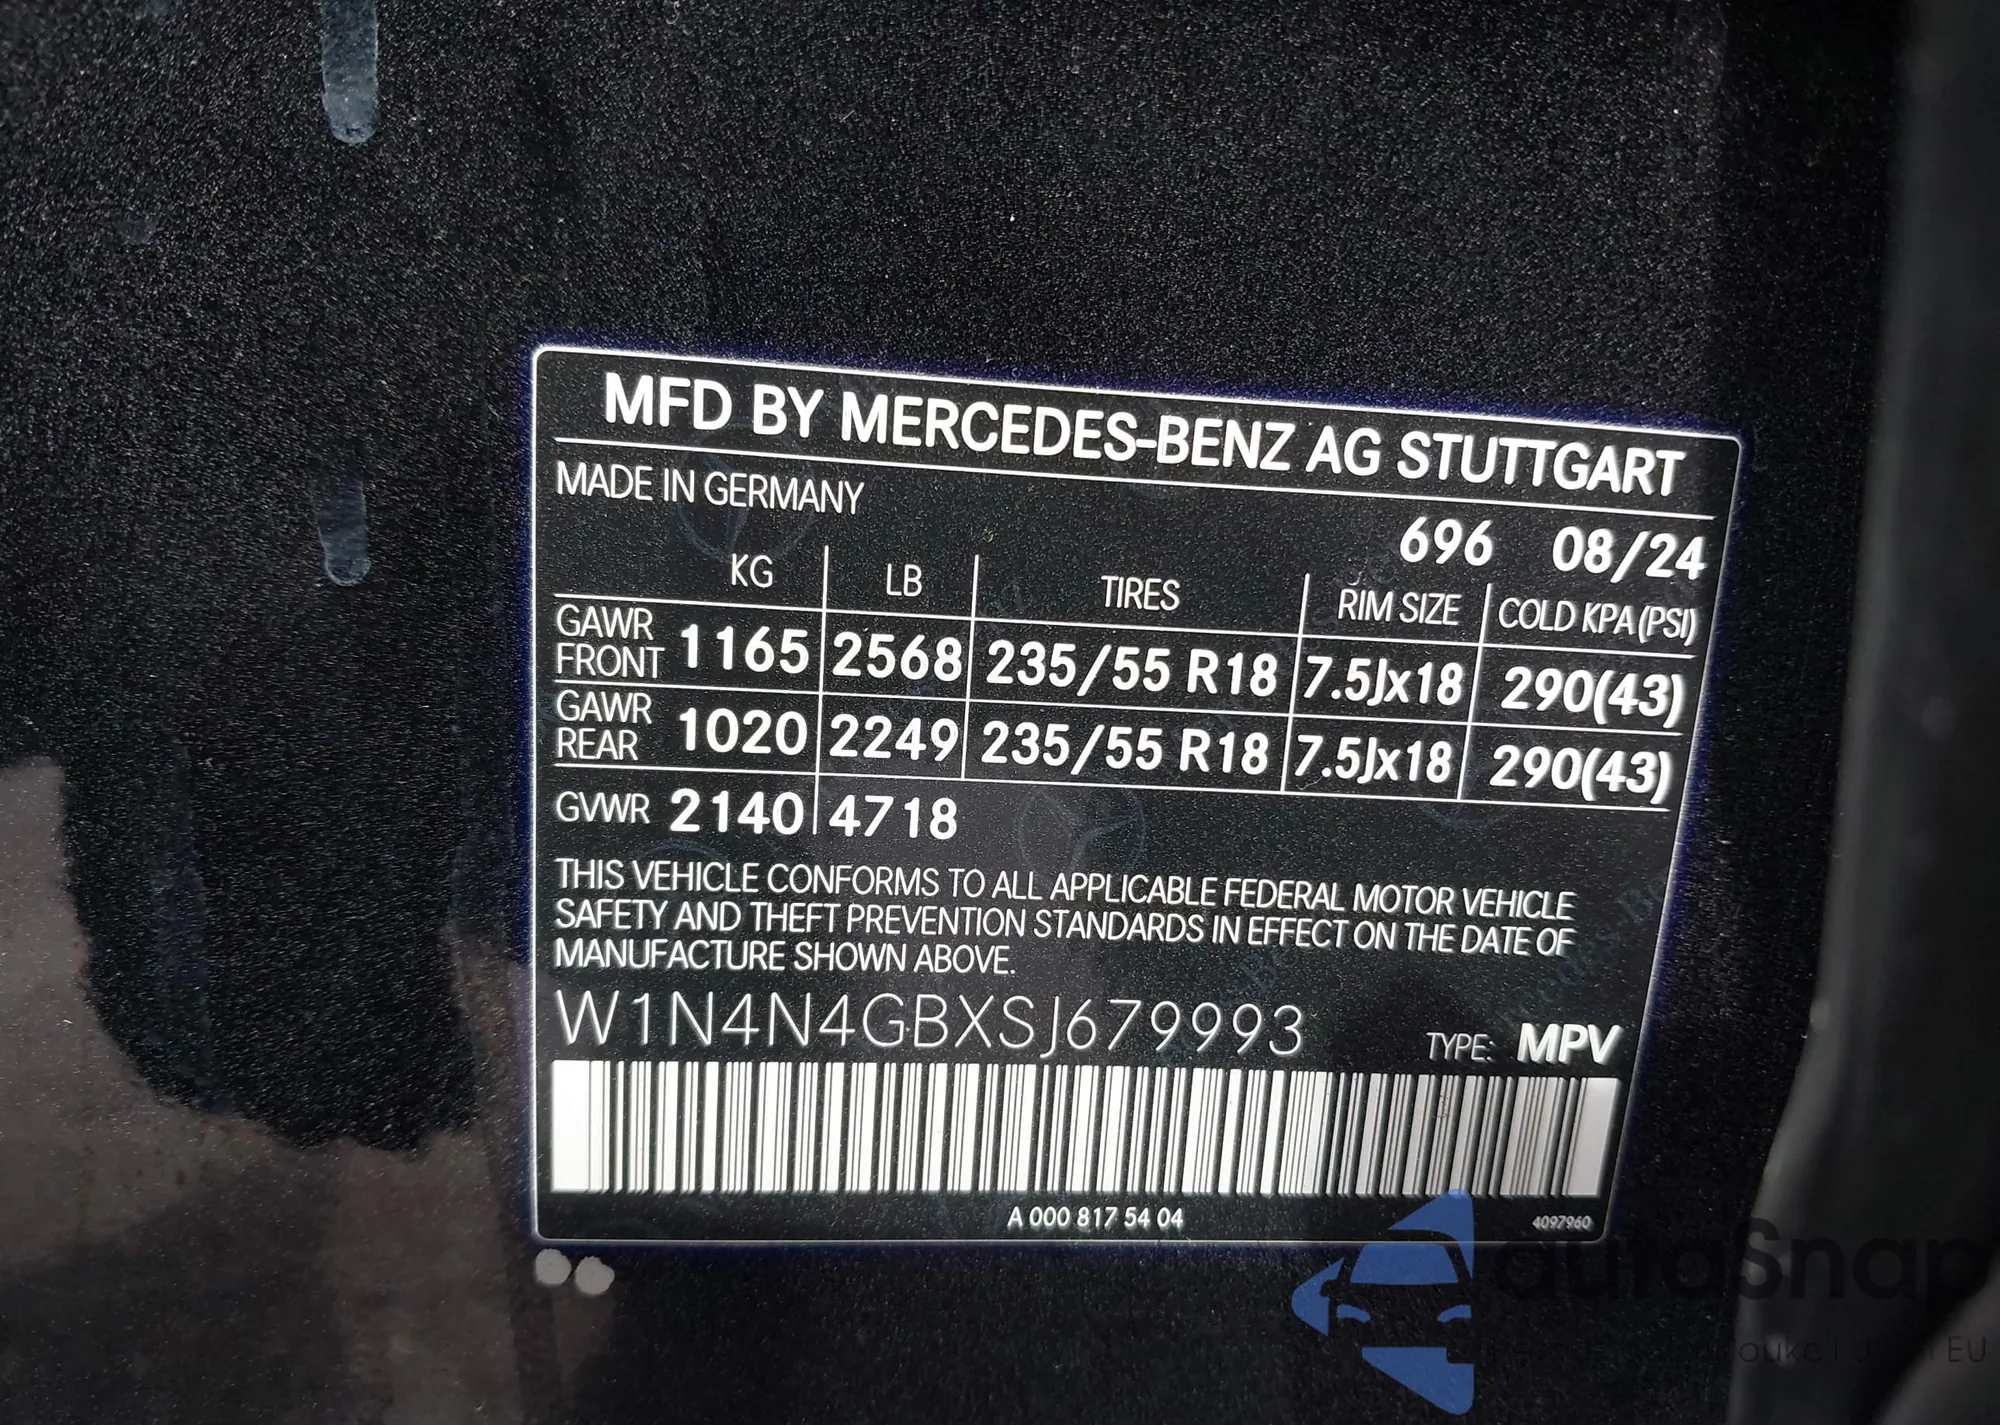 MFD BY MERCEDES-BENZ AG STUTTGART
MADE IN GERMANY
696 08/24
KG LB TIRES RIM SIZE COLD KPA(PSI)
GAWR FRONT 1165 2568 235/55 R18 7.5Jx18 290(43)
GAWR REAR 1020 2249 235/55 R18 7.5Jx18 290(43)
GVWR 2140 4718
THIS VEHICLE CONFORMS TO ALL APPLICABLE FEDERAL MOTOR VEHICLE
SAFETY AND THEFT PREVENTION STANDARDS IN EFFECT ON THE DATE OF
MANUFACTURE SHOWN ABOVE.
W1N4N4GBXSJ679993
TYPE: MPV
A 000 817 54 04
4097960
autoSnap
EU